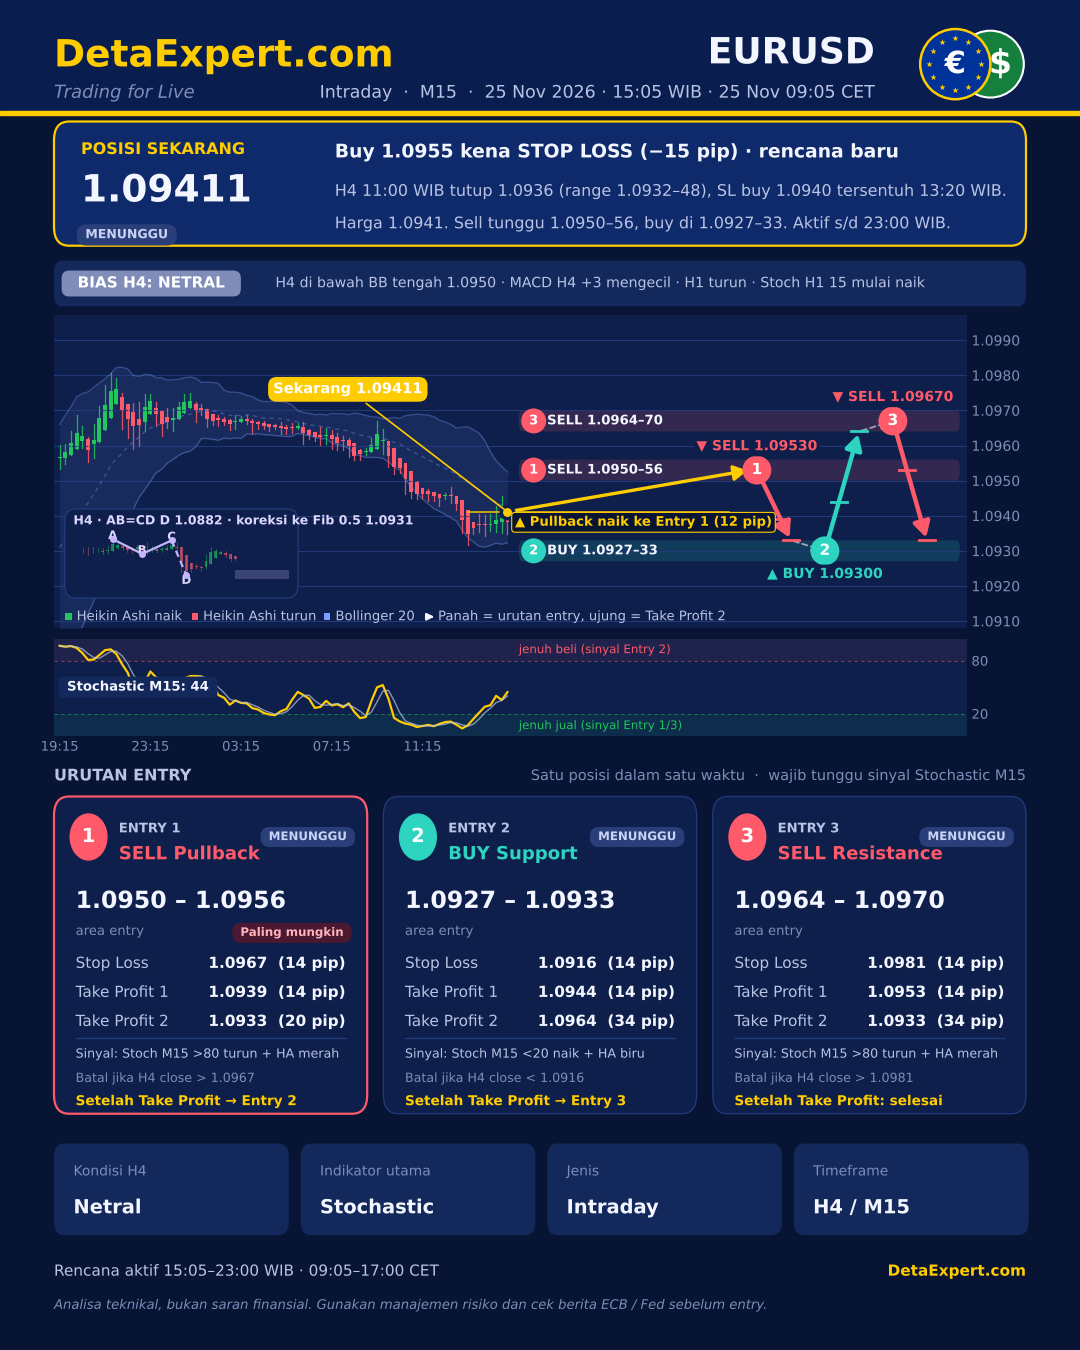 DetaExpert.com
Trading for Live
EURUSD
Intraday · M15 · 25 Nov 2026 · 15:05 WIB · 25 Nov 09:05 CET
€ $
POSISI SEKARANG
1.09411
MENUNGGU
Buy 1.0955 kena STOP LOSS (−15 pip) · rencana baru
H4 11:00 WIB tutup 1.0936 (range 1.0932–48), SL buy 1.0940 tersentuh 13:20 WIB.
Harga 1.0941. Sell tunggu 1.0950–56, buy di 1.0927–33. Aktif s/d 23:00 WIB.
BIAS H4: NETRAL
H4 di bawah BB tengah 1.0950 · MACD H4 +3 mengecil · H1 turun · Stoch H1 15 mulai naik
1.0990
1.0980
1.0970
1.0960
1.0950
1.0940
1.0930
1.0920
1.0910
Sekarang 1.09411
▼ SELL 1.09670
3 SELL 1.0964–70
3
▼ SELL 1.09530
1 SELL 1.0950–56
1
▲ Pullback naik ke Entry 1 (12 pip)
2 BUY 1.0927–33
2
▲ BUY 1.09300
H4 · AB=CD D 1.0882 · koreksi ke Fib 0.5 1.0931
A
B
C
D
Heikin Ashi naik
Heikin Ashi turun
Bollinger 20
Panah = urutan entry, ujung = Take Profit 2
jenuh beli (sinyal Entry 2)
80
Stochastic M15: 44
20
jenuh jual (sinyal Entry 1/3)
19:15 23:15 03:15 07:15 11:15
URUTAN ENTRY
Satu posisi dalam satu waktu · wajib tunggu sinyal Stochastic M15
1
ENTRY 1
MENUNGGU
SELL Pullback
1.0950 – 1.0956
area entry
Paling mungkin
Stop Loss 1.0967 (14 pip)
Take Profit 1 1.0939 (14 pip)
Take Profit 2 1.0933 (20 pip)
Sinyal: Stoch M15 >80 turun + HA merah
Batal jika H4 close > 1.0967
Setelah Take Profit → Entry 2
2
ENTRY 2
MENUNGGU
BUY Support
1.0927 – 1.0933
area entry
Stop Loss 1.0916 (14 pip)
Take Profit 1 1.0944 (14 pip)
Take Profit 2 1.0964 (34 pip)
Sinyal: Stoch M15 <20 naik + HA biru
Batal jika H4 close < 1.0916
Setelah Take Profit → Entry 3
3
ENTRY 3
MENUNGGU
SELL Resistance
1.0964 – 1.0970
area entry
Stop Loss 1.0981 (14 pip)
Take Profit 1 1.0953 (14 pip)
Take Profit 2 1.0933 (34 pip)
Sinyal: Stoch M15 >80 turun + HA merah
Batal jika H4 close > 1.0981
Setelah Take Profit: selesai
Kondisi H4
Netral
Indikator utama
Stochastic
Jenis
Intraday
Timeframe
H4 / M15
Rencana aktif 15:05–23:00 WIB · 09:05–17:00 CET
DetaExpert.com
Analisa teknikal, bukan saran finansial. Gunakan manajemen risiko dan cek berita ECB / Fed sebelum entry.